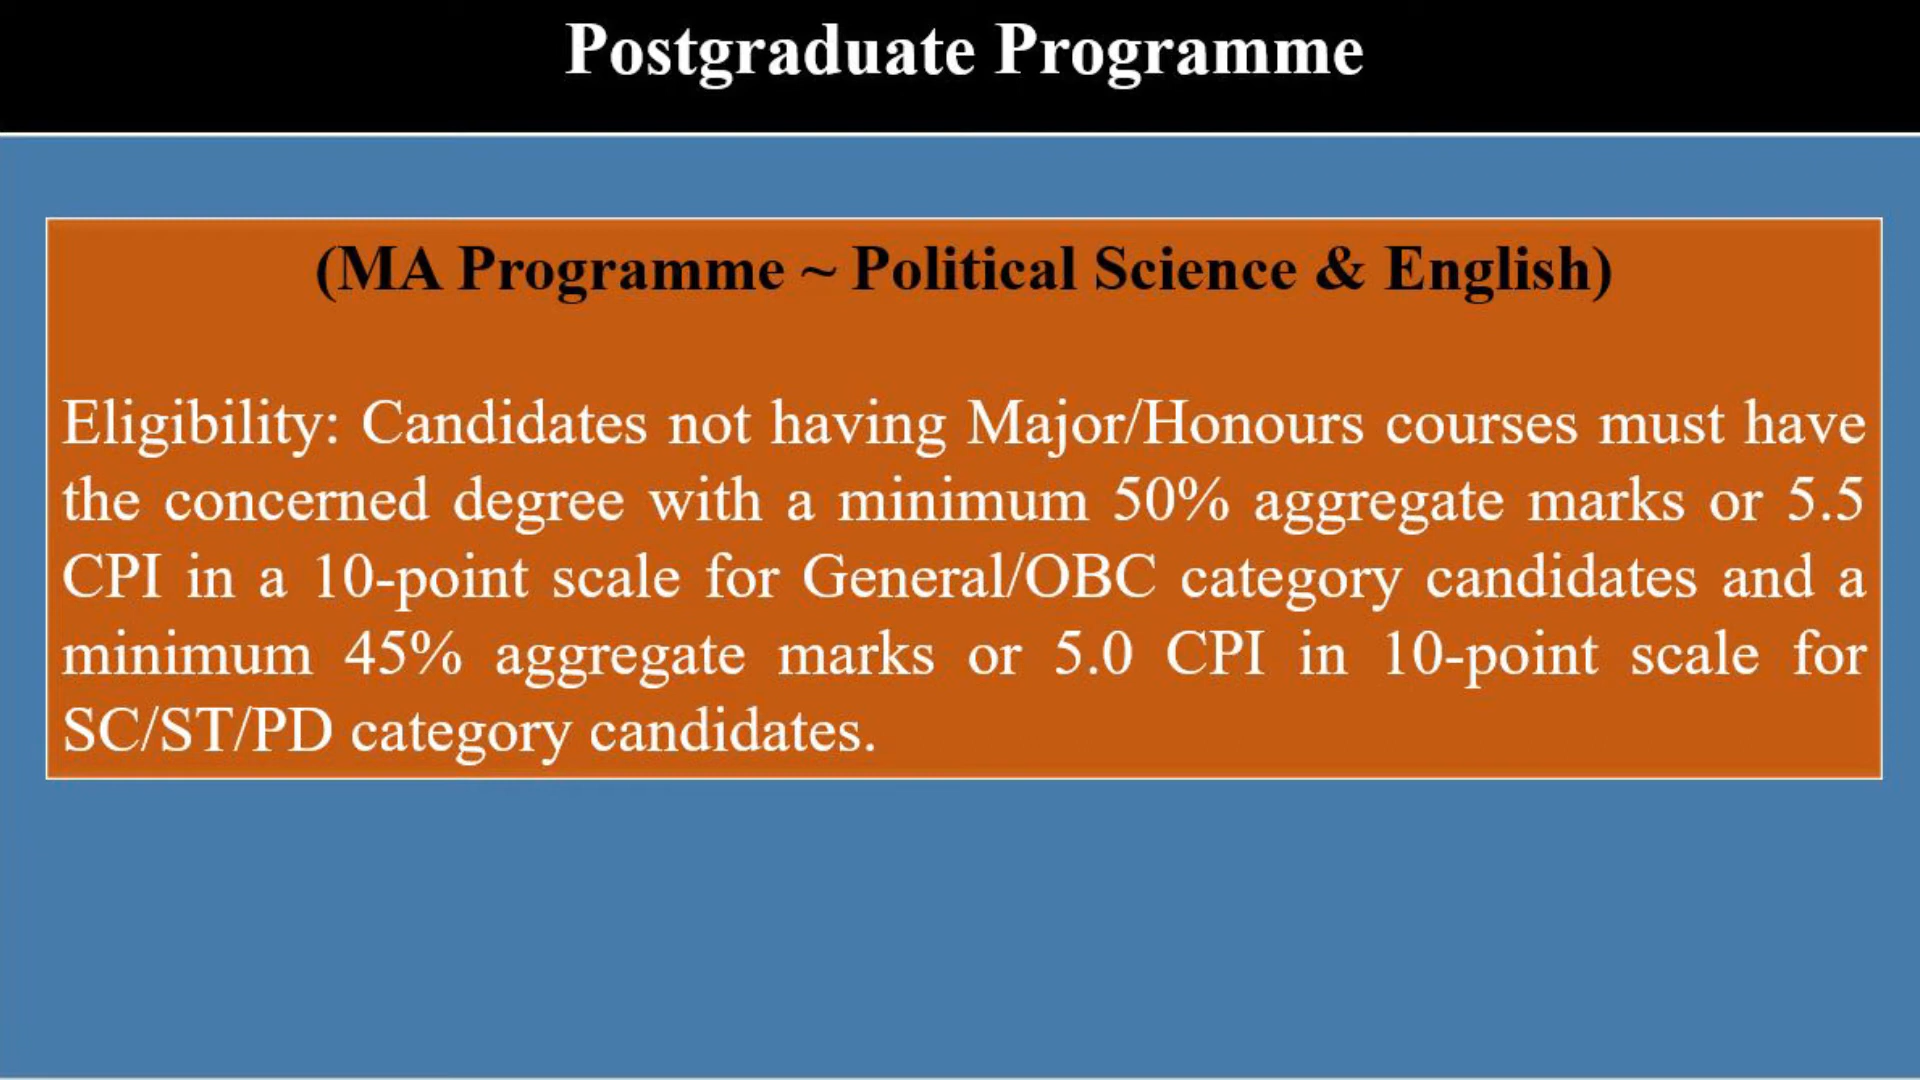 Postgraduate Programme
(MA Programme ~ Political Science & English)
Eligibility: Candidates not having Major/Honours courses must have
the concerned degree with a minimum 50% aggregate marks or 5.5
CPI in a 10-point scale for General/OBC category candidates and a
minimum 45% aggregate marks or 5.0 CPI in 10-point scale for
SC/ST/PD category candidates.